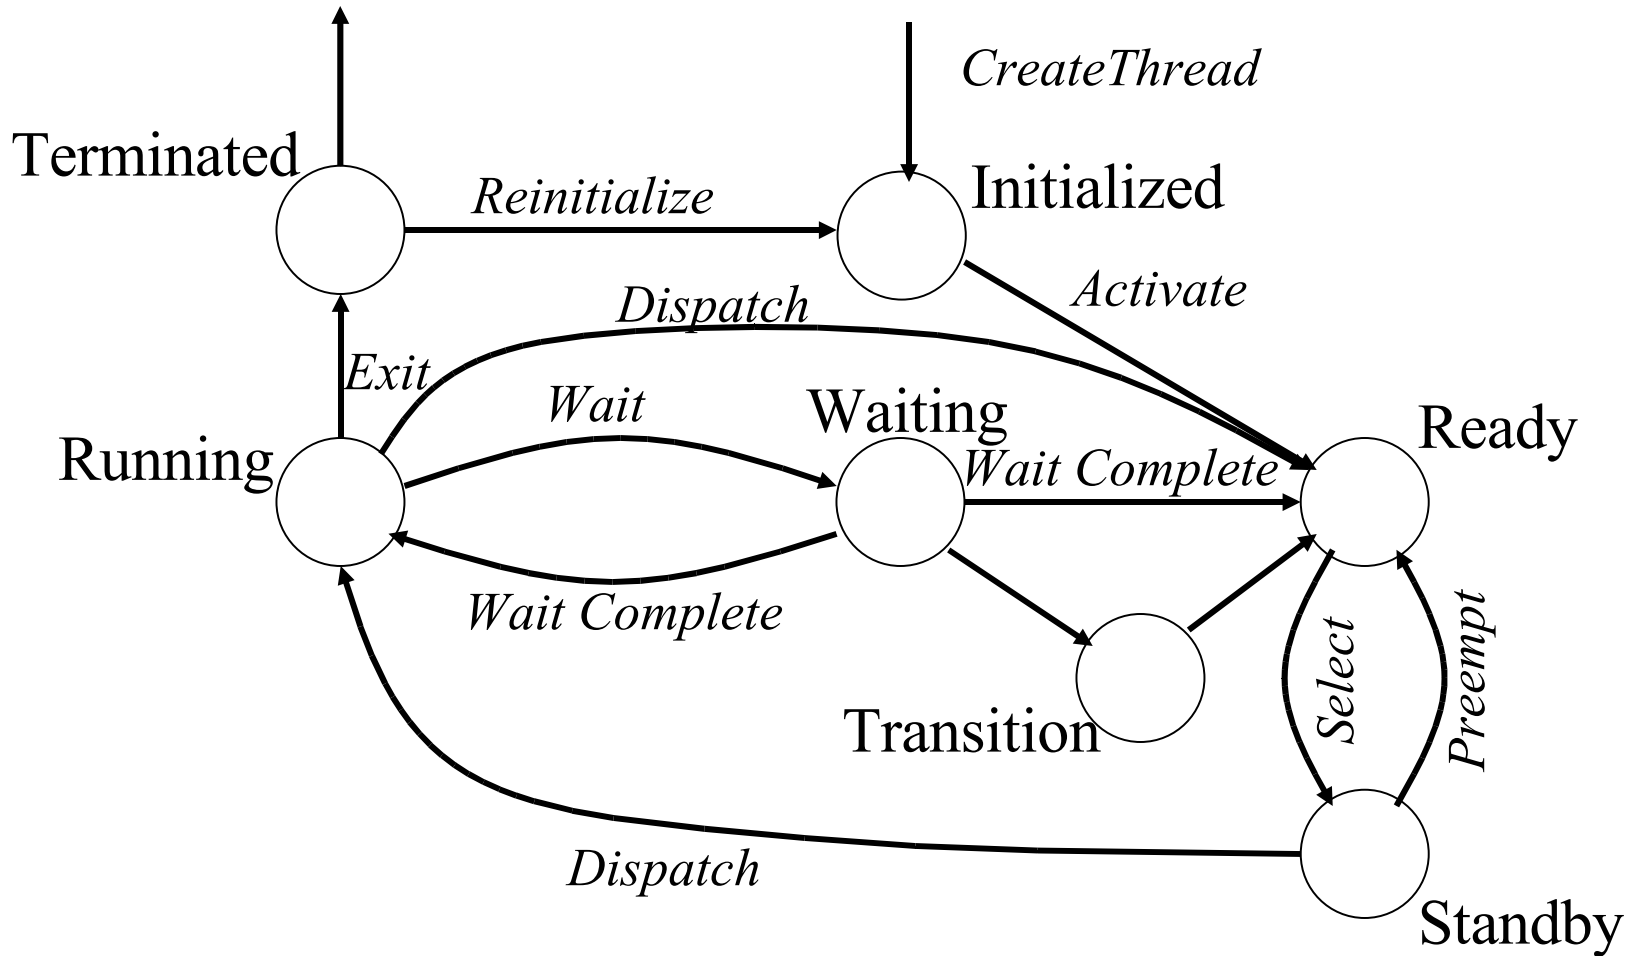 CreateThread
Terminated
Reinitialize
Initialized
Dispatch
Activate
Exit
Wait
Waiting
Ready
Running
Wait Complete
Wait Complete
Select
Preempt
Transition
Dispatch
Standby